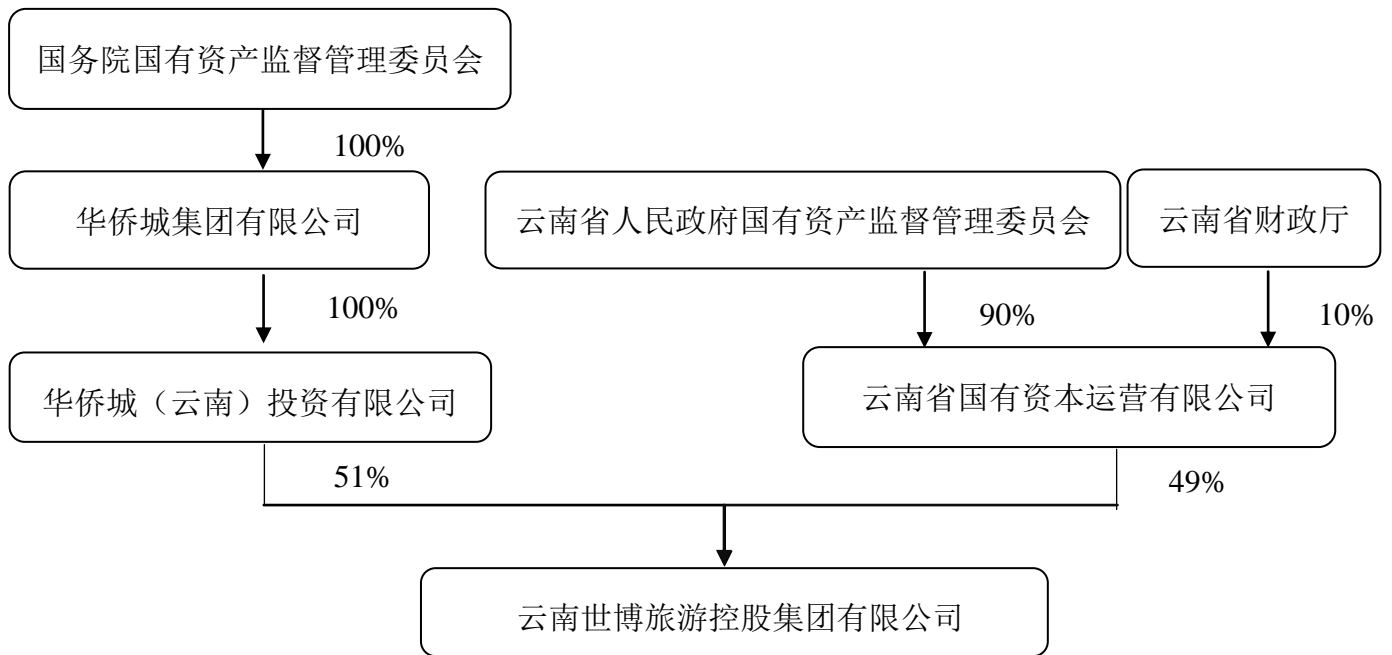 国务院国有资产监督管理委员会
100%
华侨城集团有限公司
云南省人民政府国有资产监督管理委员会
云南省财政厅
100%
90%
10%
华侨城（云南）投资有限公司
云南省国有资本运营有限公司
51%
49%
云南世博旅游控股集团有限公司